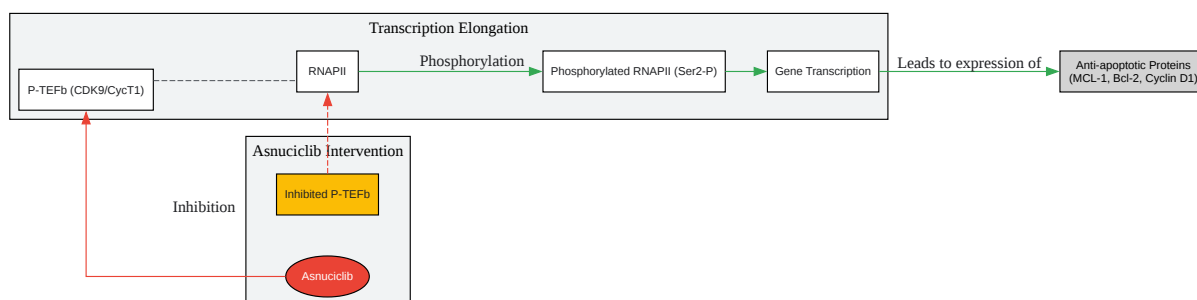 Transcription Elongation
P-TEFb (CDK9/CycT1)
RNAPII
Phosphorylation
Phosphorylated RNAPII (Ser2-P)
Gene Transcription
Leads to expression of
Anti-apoptotic Proteins
(MCL-1, Bcl-2, Cyclin D1)
Asnuciclib Intervention
Inhibited P-TEFb
Inhibition
Asnuciclib